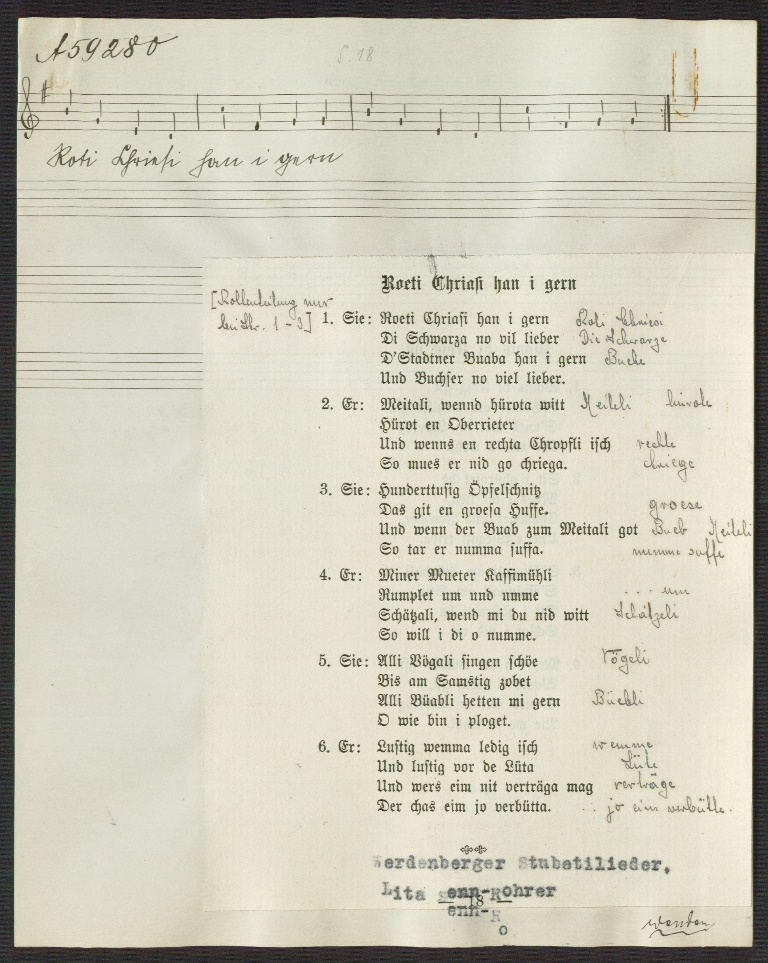 A59280
S. 18
Roti Chriesi han i gern
Roeti Chriasi han i gern
[Rollenteilung nur
bei Str. 1-3]
1. Sie: Roeti Chriasi han i gern Roti Chriesi
Di Schwarza no vil lieber Die Schwarze
D'Stadtner Buaba han i gern Buebe
Und Buchser no viel lieber.
2. Er: Meitali, wennd hürota witt Meiteli hürote
Hürot en Oberrieter
Und wenns en rechta Chropfli isch rechte
So mues er nid go chriega. chriege
3. Sie: Hunderttusig Öpfelschnitz
Das git en groesa Huffe. groese
Und wenn der Buab zum Meitali got Bueb Meiteli
So tar er numma suffa. numme suffe
4. Er: Miner Mueter Kaffimühli
Rumplet um und umme ... um
Schätzali, wend mi du nid witt Schätzeli
So will i di o numme.
5. Sie: Alli Vögali singen schöe Vögeli
Bis am Samstig zobet
Alli Büabli hetten mi gern Büebli
O wie bin i ploget.
6. Er: Lustig wemma ledig isch wemme
Und lustig vor de Lüta Lüte
Und wers eim nit verträga mag verträge
Der chas eim jo verbütta. .. jo eim verbütte.
Werdenberger Stubetilieder,
Lita Senn-Rohrer
— 18 —
enn-R
o
wenden